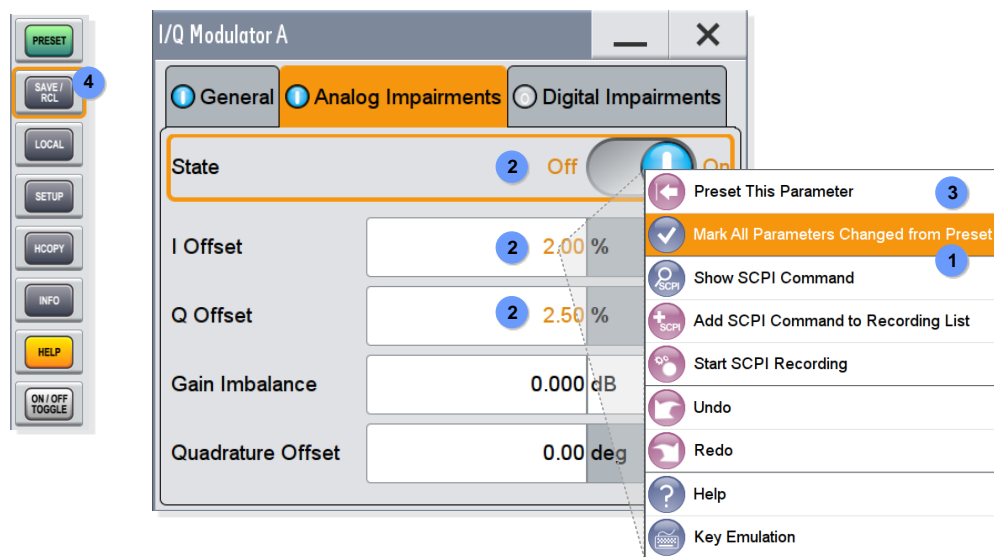 PRESET
SAVE /
RCL
4
LOCAL
SETUP
HCOPY
INFO
HELP
ON / OFF
TOGGLE
I/Q Modulator A
General
Analog Impairments
Digital Impairments
State
2
Off
On
I Offset
2
2.00 %
Q Offset
2
2.50 %
Gain Imbalance
0.000 dB
Quadrature Offset
0.00 deg
Preset This Parameter
3
Mark All Parameters Changed from Preset
1
SCPI
Show SCPI Command
SCPI
Add SCPI Command to Recording List
Start SCPI Recording
Undo
Redo
?
Help
Key Emulation